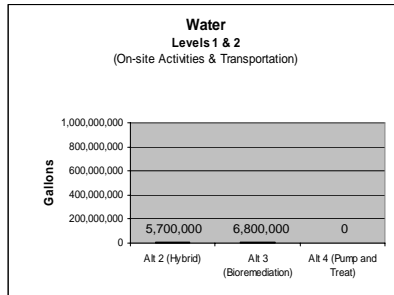 Water
Levels 1 & 2
(On-site Activities & Transportation)
1,000,000,000
800,000,000
600,000,000
400,000,000
200,000,000
0
Gallons
5,700,000 6,800,000 0
Alt 2 (Hybrid) Alt 3 Alt 4 (Pump and
(Bioremediation) Treat)